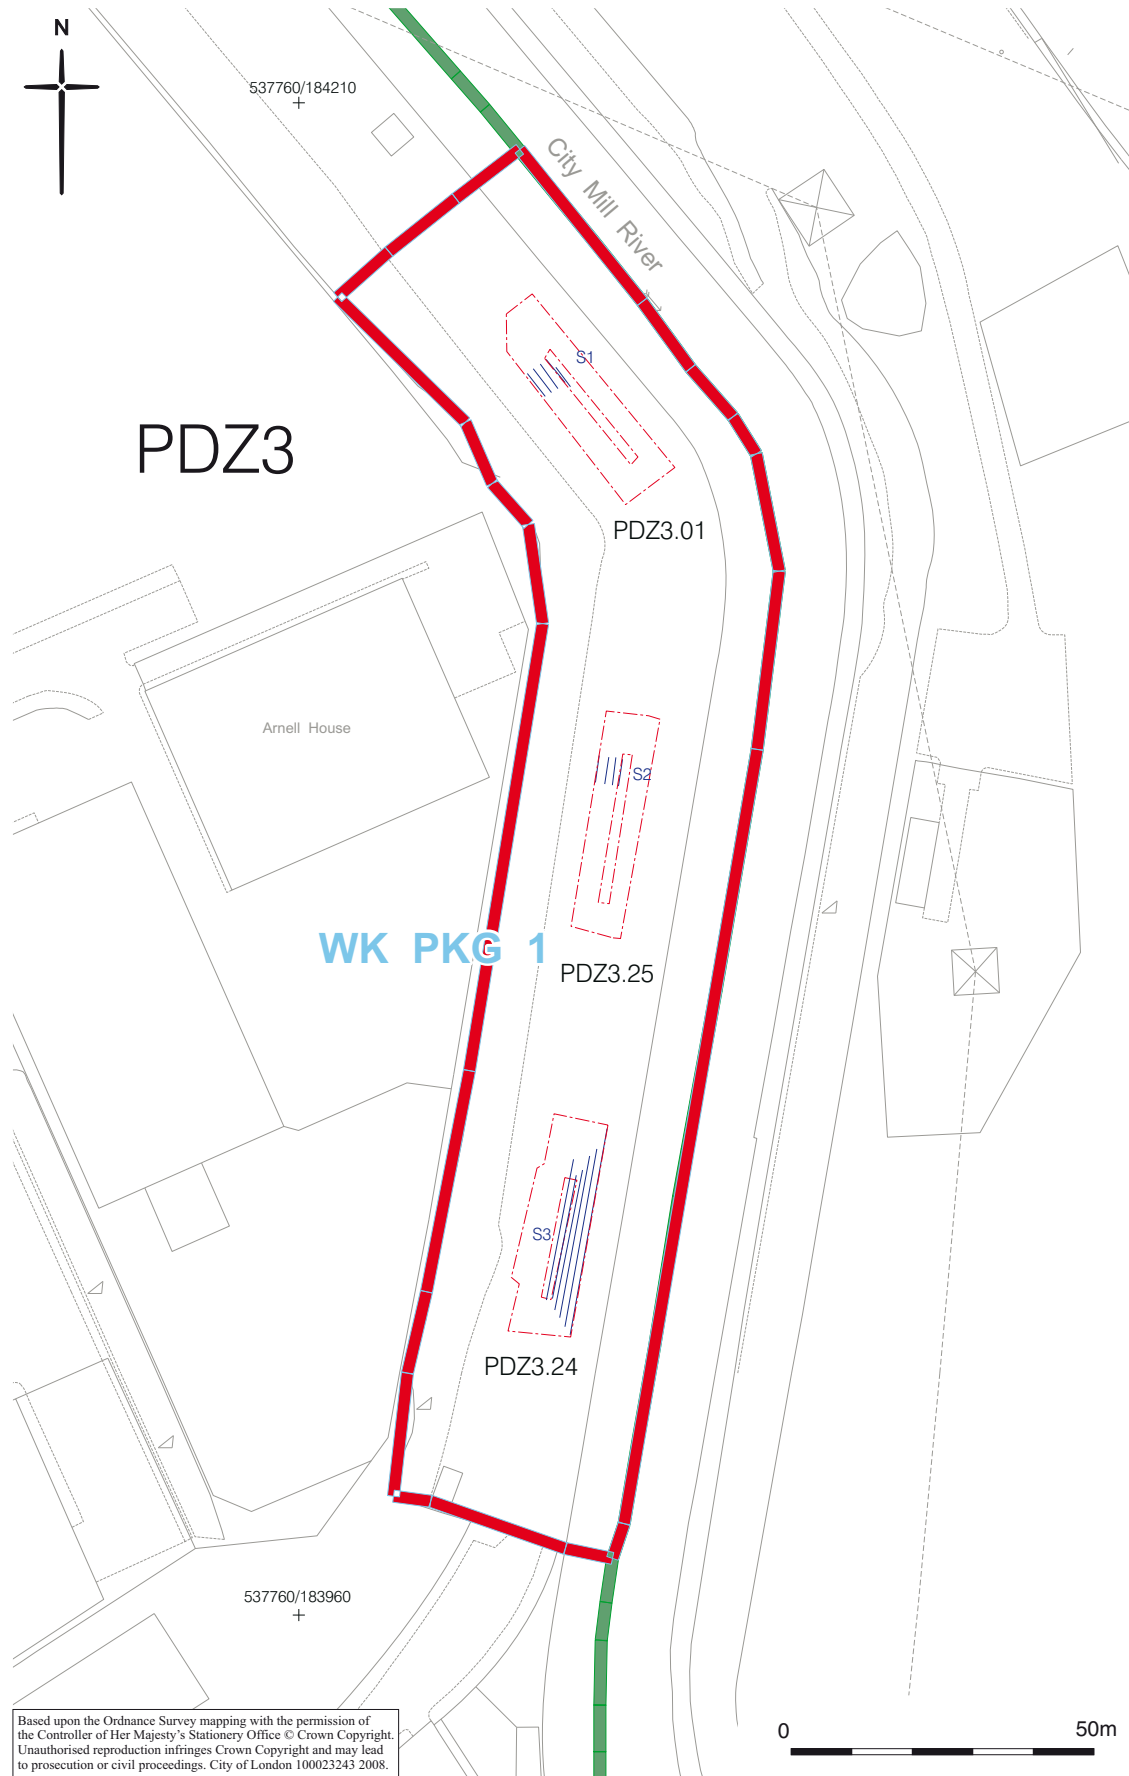 N
537760/184210
City Mill River
PDZ3
S1
PDZ3.01
Arnell House
S2
WK PKG 1
PDZ3.25
S3
PDZ3.24
537760/183960
Based upon the Ordnance Survey mapping with the permission of
the Controller of Her Majesty's Stationery Office © Crown Copyright.
Unauthorised reproduction infringes Crown Copyright and may lead
to prosecution or civil proceedings. City of London 100023243 2008.
0 50m